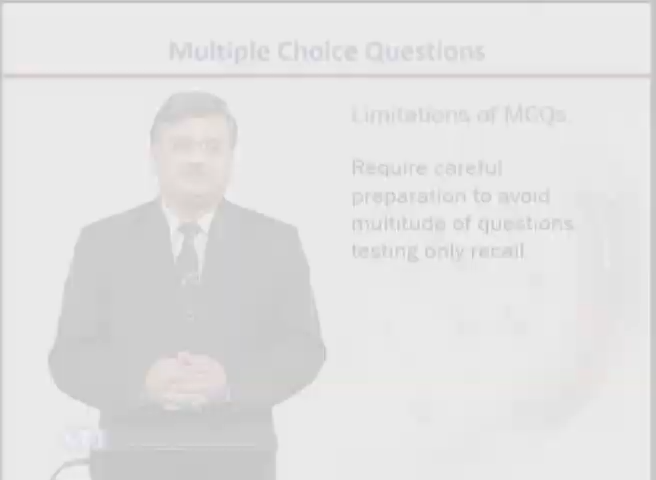 Multiple Choice Questions
Limitations of MCQs
Require careful
preparation to avoid
multitude of questions
testing only recall